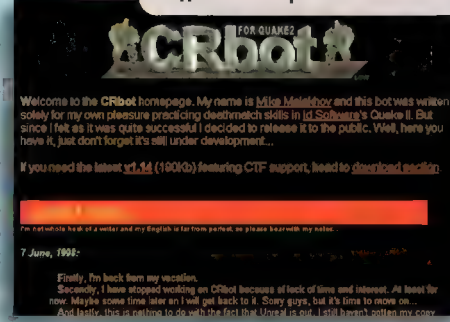 FOR QUAKE2
CRbot
Welcome to the CRbot homepage. My name is Mike Malakhov and this bot was written
solely for my own pleasure practicing deathmatch skills in id Software's Quake II. But
since I felt as it was quite successful I decided to release it to the public. Well, here you
have it, just don't forget it's still under development...
If you need the latest v1.14 (190Kb) featuring CTF support, head to download section.
I'm not whole heck of a writer and my English is far from perfect, so please bear with my notes...
7 June, 1998:
Firstly, I'm back from my vacation.
Secondly, I have stopped working on CRbot because of lack of time and interest. At least for
now. Maybe some time later on I will get back to it. Sorry guys, but it's time to move on...
And lastly, this is nothing to do with the fact that Unreal is out. I still haven't gotten my copy